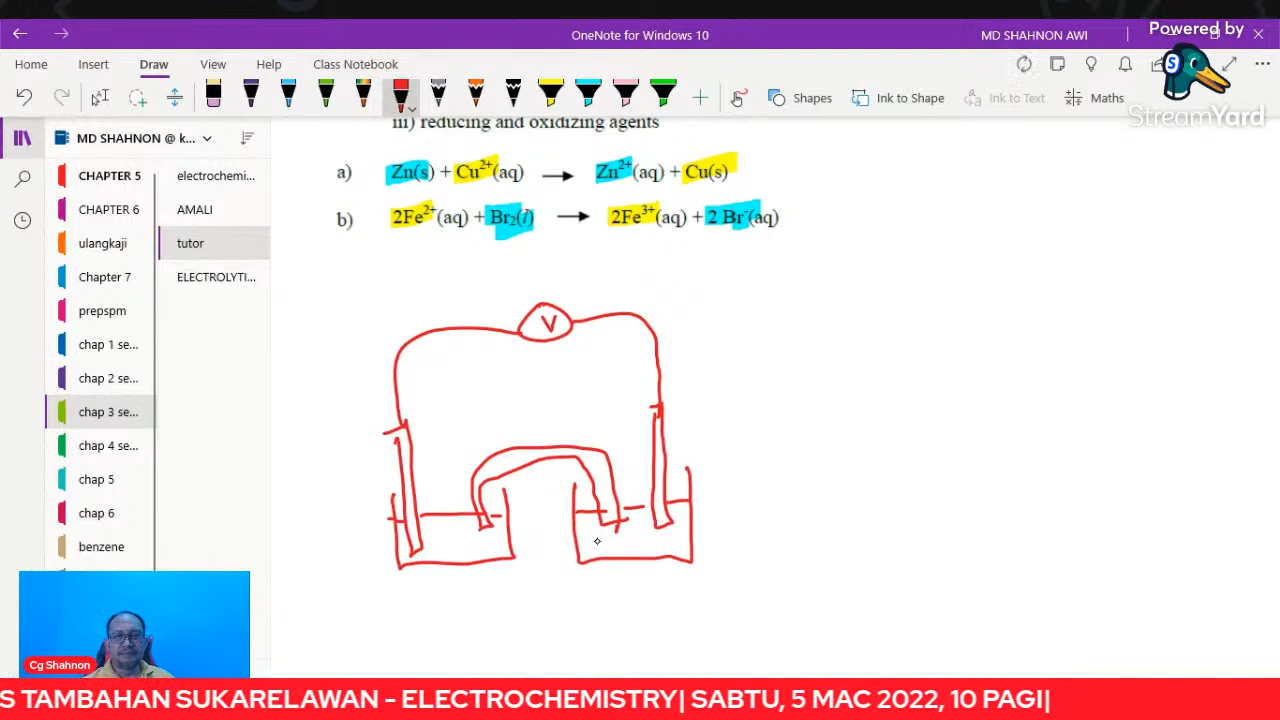 OneNote for Windows 10
MD SHAHNON AWI
Powered by
StreamYard
Home Insert Draw View Help Class Notebook
Shapes Ink to Shape Ink to Text Maths
MD SHAHNON @ k...
CHAPTER 5
CHAPTER 6
ulangkaji
Chapter 7
prepspm
chap 1 se...
chap 2 se...
chap 3 se...
chap 4 se...
chap 5
chap 6
benzene
electrochemi...
AMALI
tutor
ELECTROLYTI...
iii) reducing and oxidizing agents
a) Zn(s) + Cu²⁺(aq) → Zn²⁺(aq) + Cu(s)
b) 2Fe²⁺(aq) + Br₂(l) → 2Fe³⁺(aq) + 2 Br⁻(aq)
V
Cg Shahnon
S TAMBAHAN SUKARELAWAN - ELECTROCHEMISTRY| SABTU, 5 MAC 2022, 10 PAGI|